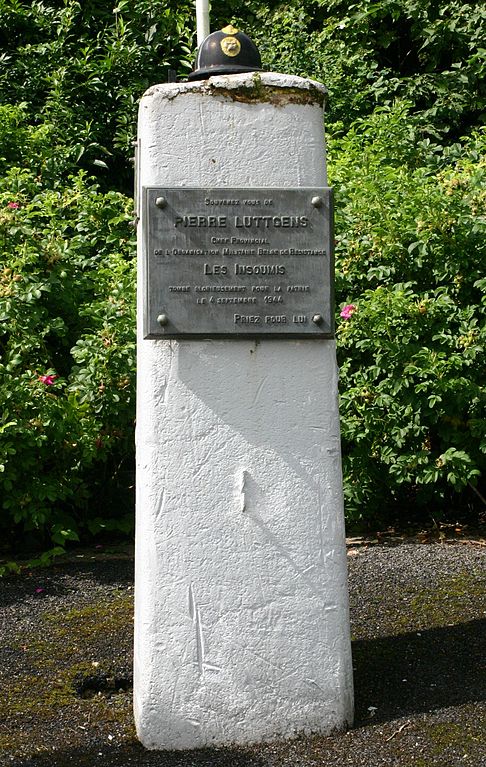 Souvenez vous de
PIERRE LUTTGENS
Chef Provincial
de l'Organisation Militaire Belge de Résistance
Les Insoumis
tombé glorieusement pour la patrie
le 4 septembre 1944
Priez pour lui